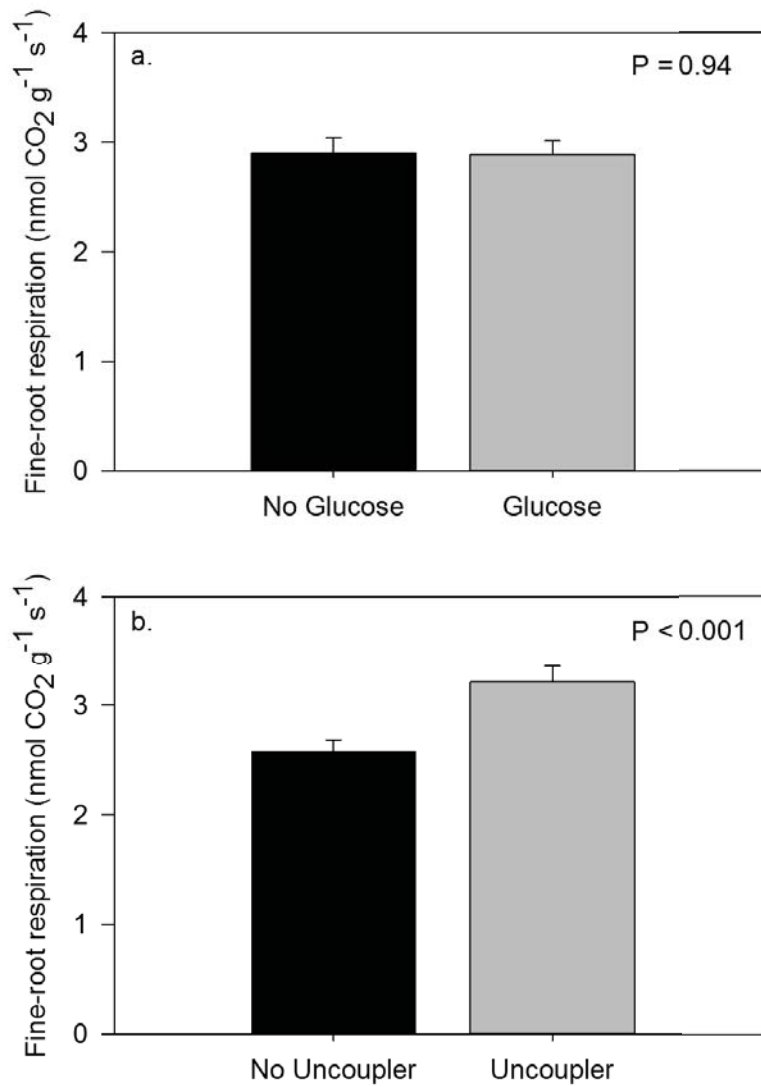 a.
P = 0.94
4
3
2
1
0
Fine-root respiration (nmol CO2 g-1 s-1)
No Glucose
Glucose
b.
P < 0.001
4
3
2
1
0
Fine-root respiration (nmol CO2 g-1 s-1)
No Uncoupler
Uncoupler